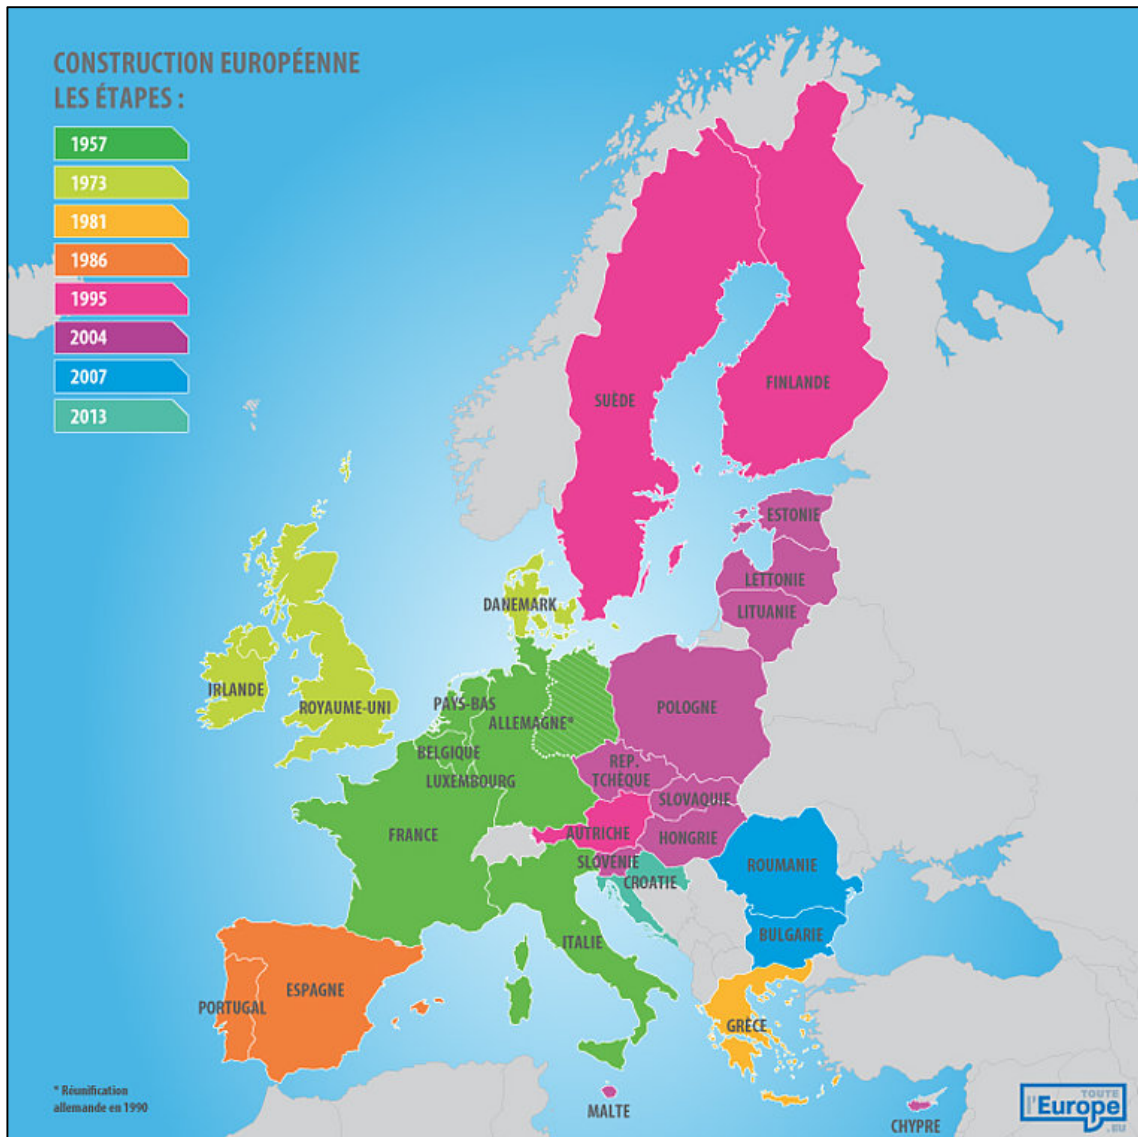 CONSTRUCTION EUROPÉENNE
LES ÉTAPES :
1957
1973
1981
1986
1995
2004
2007
2013
SUÈDE
FINLANDE
ESTONIE
LETTONIE
LITUANIE
DANEMARK
IRLANDE
ROYAUME-UNI
PAYS-BAS
ALLEMAGNE*
POLOGNE
BELGIQUE
LUXEMBOURG
REP.
TCHÈQUE
SLOVAQUIE
FRANCE
AUTRICHE
HONGRIE
SLOVÉNIE
CROATIE
ROUMANIE
BULGARIE
ITALIE
ESPAGNE
PORTUGAL
GRÈCE
* Réunification
allemande en 1990
MALTE
CHYPRE
TOUTE
l'Europe
.EU